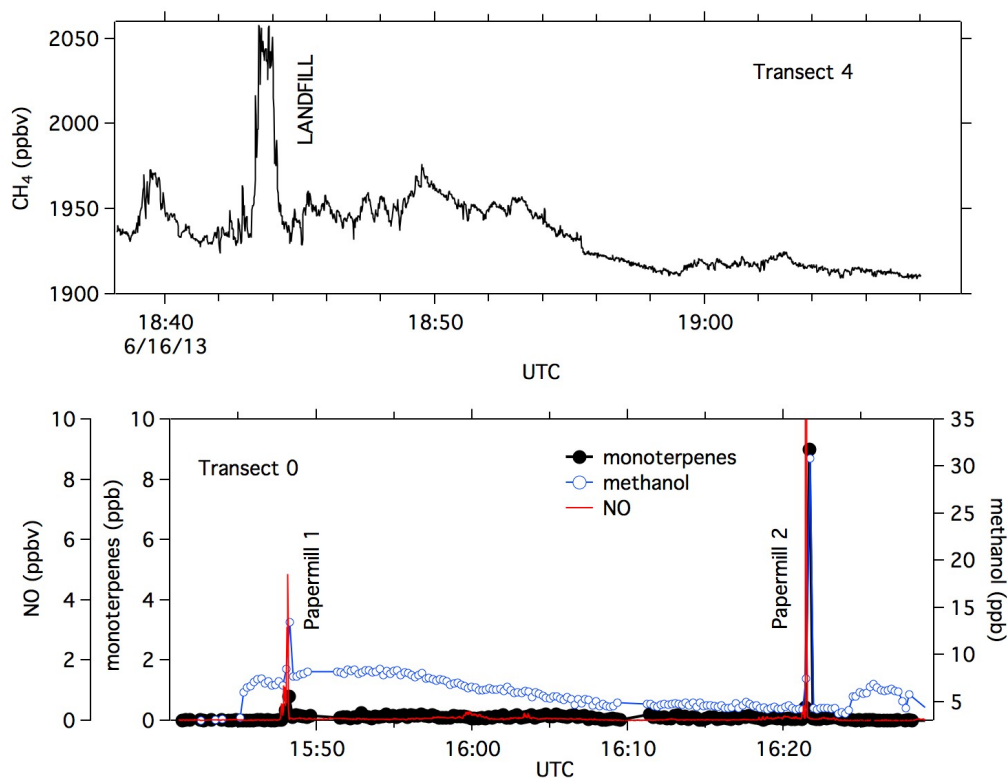 2050
2000
1950
1900
CH4 (ppbv)
LANDFILL
Transect 4
18:40
18:50
19:00
6/16/13
UTC
10
8
6
4
2
0
NO (ppbv)
10
8
6
4
2
0
monoterpenes (ppb)
Transect 0
Papermill 1
monoterpenes
methanol
NO
Papermill 2
35
30
25
20
15
10
5
methanol (ppb)
15:50
16:00
16:10
16:20
UTC